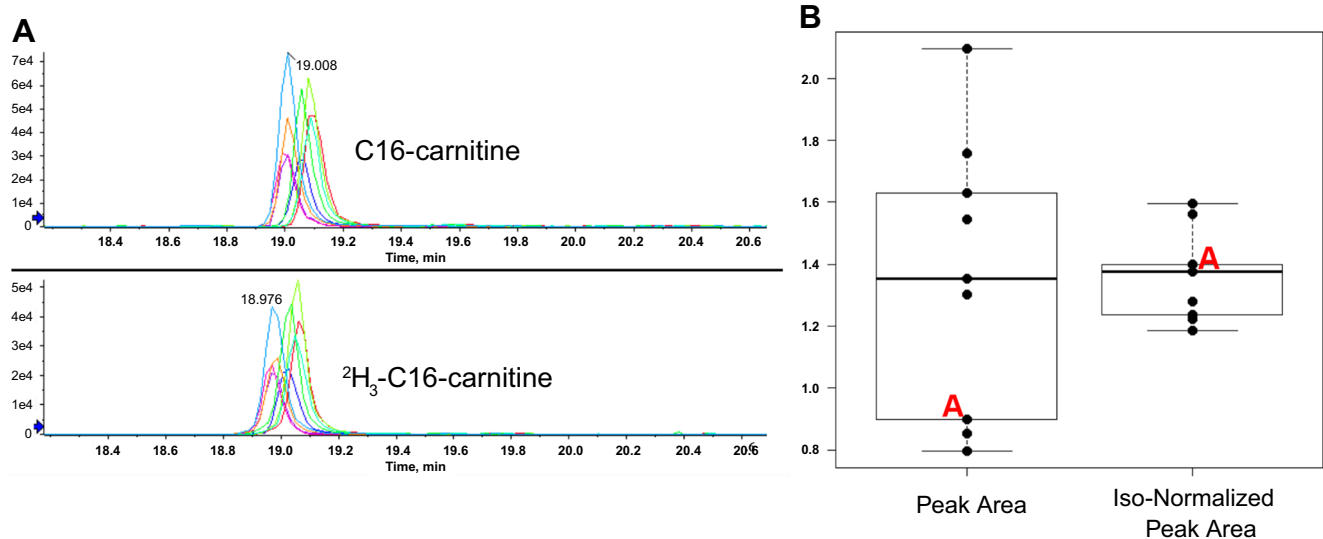 A
7e4
6e4
5e4
4e4
3e4
2e4
1e4
0
19.008
C16-carnitine
18.4 18.6 18.8 19.0 19.2 19.4 19.6 19.8 20.0 20.2 20.4 20.6
Time, min
5e4
4e4
3e4
2e4
1e4
0
18.976
²H₃-C16-carnitine
18.4 18.6 18.8 19.0 19.2 19.4 19.6 19.8 20.0 20.2 20.4 20.6
Time, min
B
2.0
1.8
1.6
1.4
1.2
1.0
0.8
A
A
Peak Area
Iso-Normalized
Peak Area